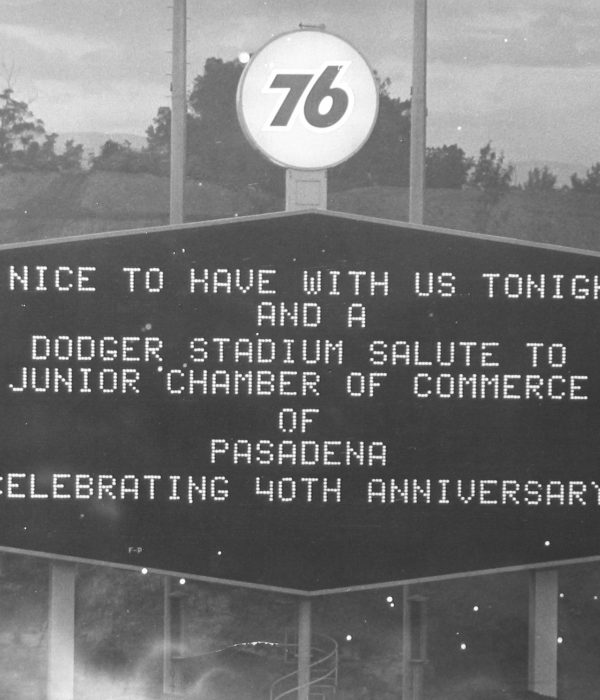 76
NICE TO HAVE WITH US TONIGH
AND A
DODGER STADIUM SALUTE TO
JUNIOR CHAMBER OF COMMERCE
OF
PASADENA
CELEBRATING 40TH ANNIVERSARY
F-P